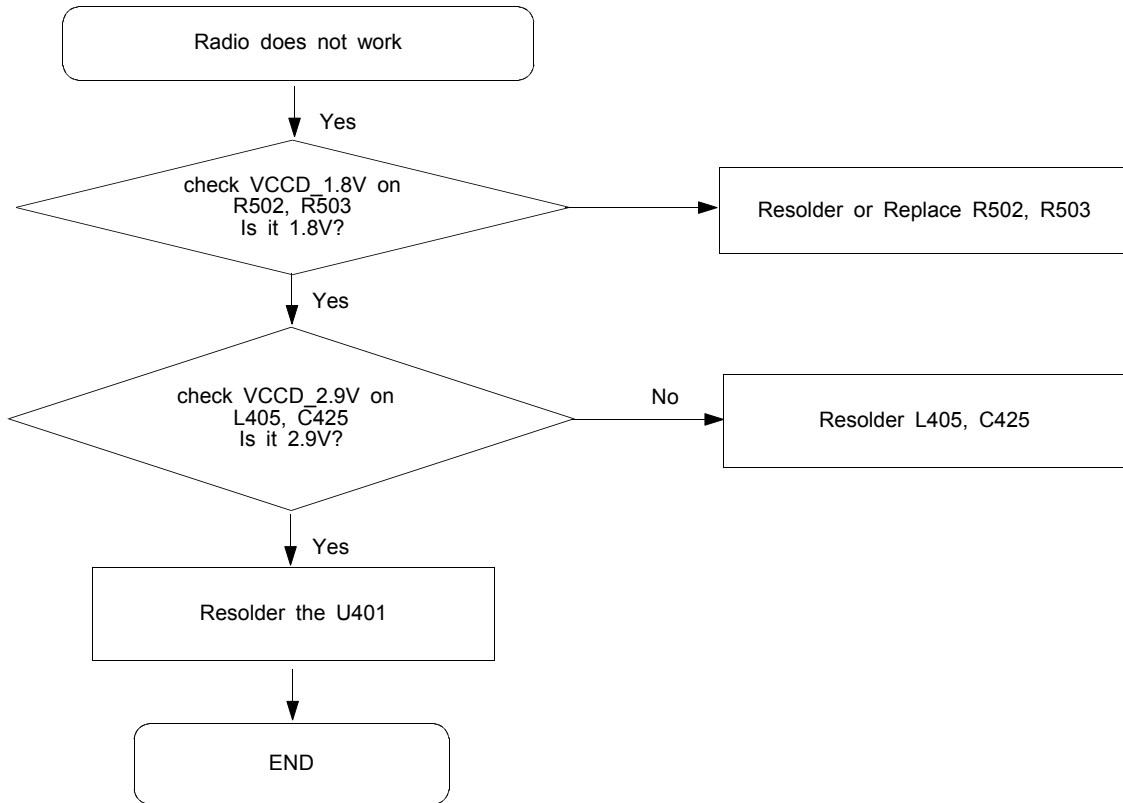 Radio does not work
Yes
check VCCD_1.8V on
R502, R503
Is it 1.8V?
Resolder or Replace R502, R503
Yes
check VCCD_2.9V on
L405, C425
Is it 2.9V?
No
Resolder L405, C425
Yes
Resolder the U401
END